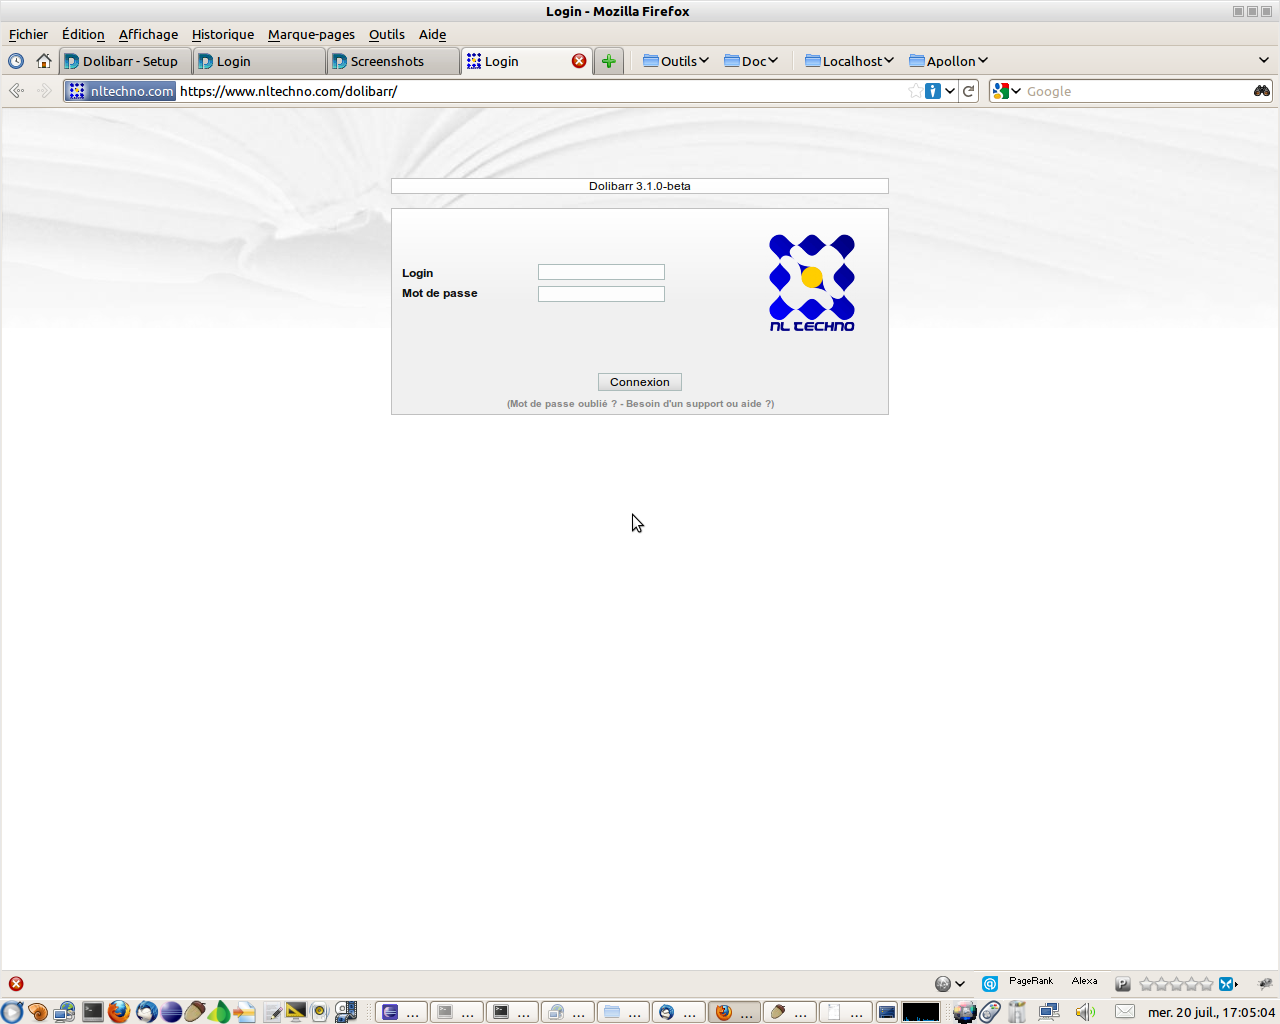 Login - Mozilla Firefox
Fichier Édition Affichage Historique Marque-pages Outils Aide
Dolibarr - Setup Login Screenshots Login Outils Doc Localhost Apollon
nltechno.com https://www.nltechno.com/dolibarr/ Google
Dolibarr 3.1.0-beta
Login
Mot de passe
NL TECHNO
Connexion
(Mot de passe oublié ? - Besoin d'un support ou aide ?)
PageRank Alexa
... ... ... ... ... ... ... ... ... mer. 20 juil., 17:05:04